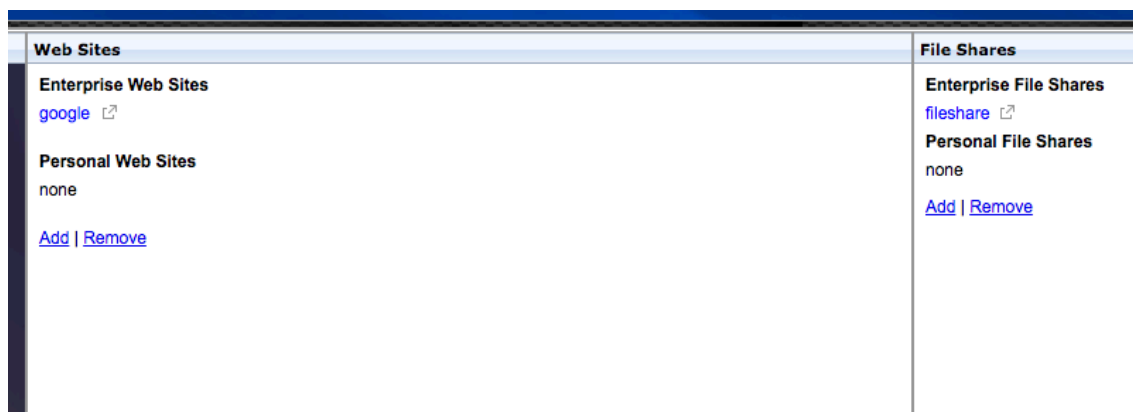 Web Sites
Enterprise Web Sites
google
Personal Web Sites
none
Add | Remove
File Shares
Enterprise File Shares
fileshare
Personal File Shares
none
Add | Remove